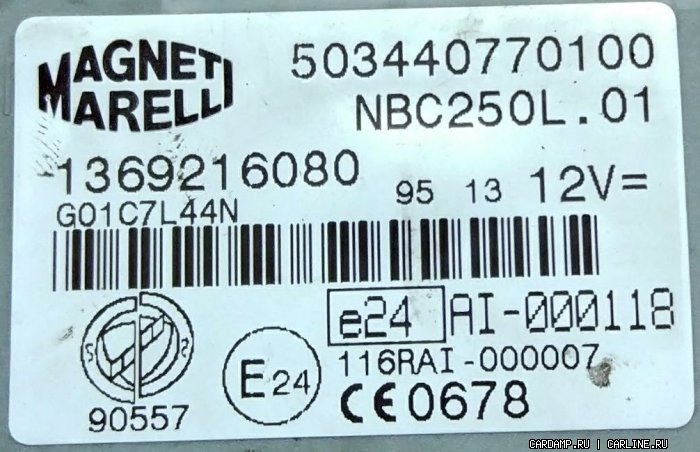 MAGNETI
MARELLI
503440770100
NBC250L.01
1369216080
95 13 12V=
G01C7L44N
e24 AI-000118
116RAI-000007
E24
CE0678
90557
CARDAMP.RU | CARLINE.RU